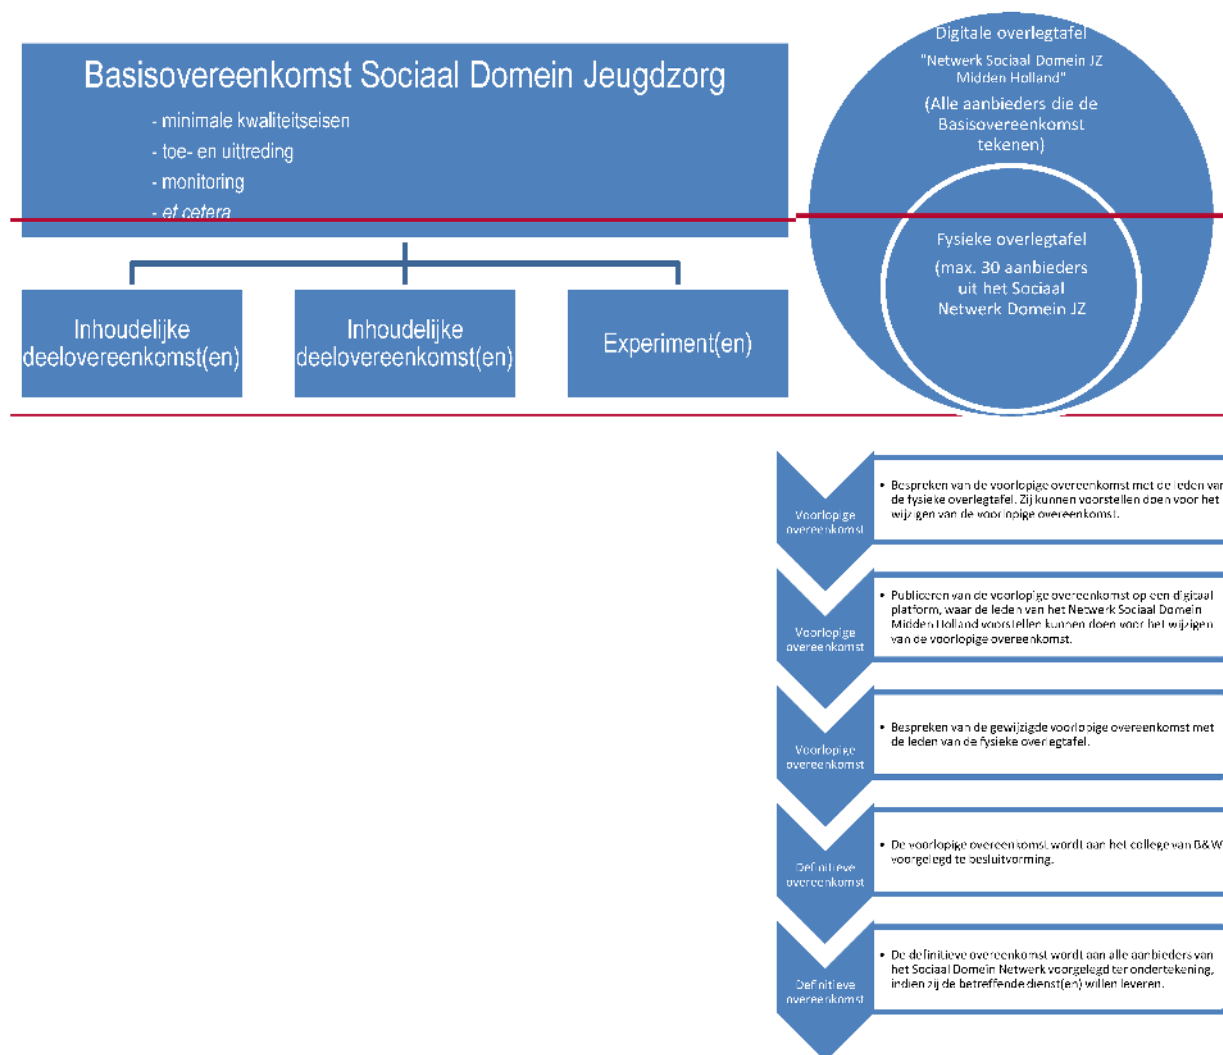 Basisovereenkomst Sociaal Domein Jeugdzorg
- minimale kwaliteitseisen
- toe- en uittreding
- monitoring
- et cetera
Inhoudelijke
deelovereenkomst(en)
Inhoudelijke
deelovereenkomst(en)
Experiment(en)
Digitale overlegtafel
"Netwerk Sociaal Domein JZ
Midden Holland"
(Alle aanbieders die de
Basisovereenkomst
tekenen)
Fysieke overlegtafel
(max. 30 aanbieders
uit het Sociaal
Netwerk Domein JZ
Voorlopige
overeenkomst
• Bespreken van de voorlopige overeenkomst met de leden van
de fysieke overlegtafel. Zij kunnen voorstellen doen voor het
wijzigen van de voorlopige overeenkomst.
Voorlopige
overeenkomst
• Publiceren van de voorlopige overeenkomst op een digitaal
platform, waar de leden van het Netwerk Sociaal Domein
Midden Holland voorstellen kunnen doen voor het wijzigen
van de voorlopige overeenkomst.
Voorlopige
overeenkomst
• Bespreken van de gewijzigde voorlopige overeenkomst met
de leden van de fysieke overlegtafel.
Definitieve
overeenkomst
• De voorlopige overeenkomst wordt aan het college van B&W
voorgelegd te besluitvorming.
Definitieve
overeenkomst
• De definitieve overeenkomst wordt aan alle aanbieders van
het Sociaal Domein Netwerk voorgelegd ter ondertekening,
indien zij de betreffende dienst(en) willen leveren.